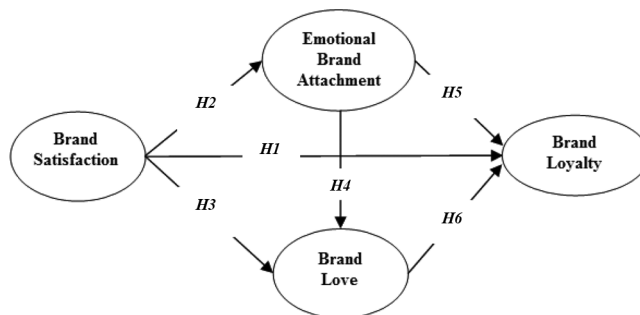 Emotional
Brand
Attachment
H2
H5
Brand
Satisfaction
H1
Brand
Loyalty
H4
H3
H6
Brand
Love